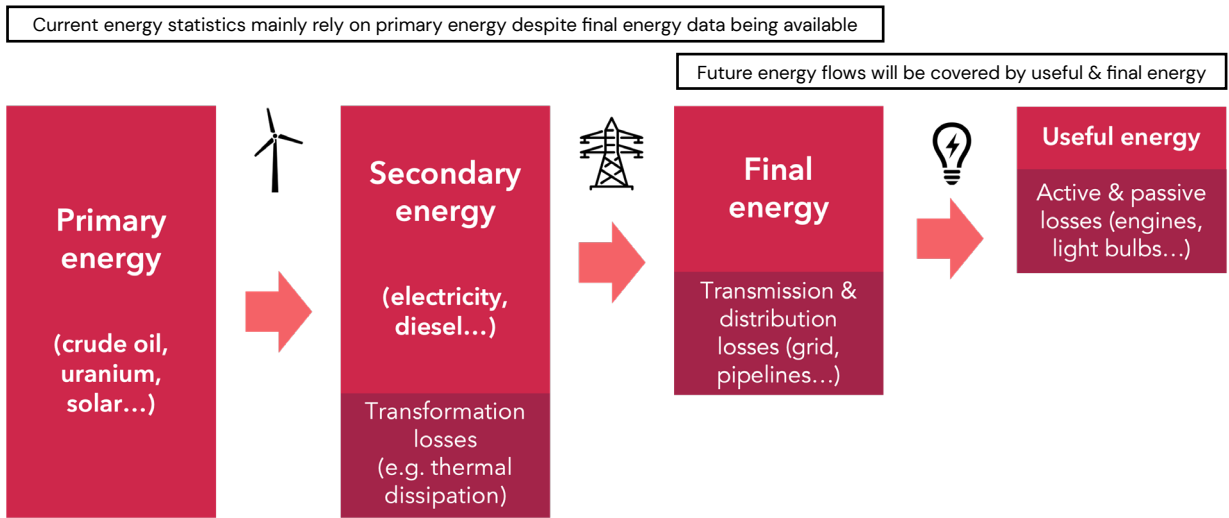 Current energy statistics mainly rely on primary energy despite final energy data being available
Future energy flows will be covered by useful & final energy
Primary
energy
(crude oil,
uranium,
solar...)
Secondary
energy
(electricity,
diesel...)
Transformation
losses
(e.g. thermal
dissipation)
Final
energy
Transmission &
distribution
losses (grid,
pipelines...)
Useful energy
Active & passive
losses (engines,
light bulbs...)